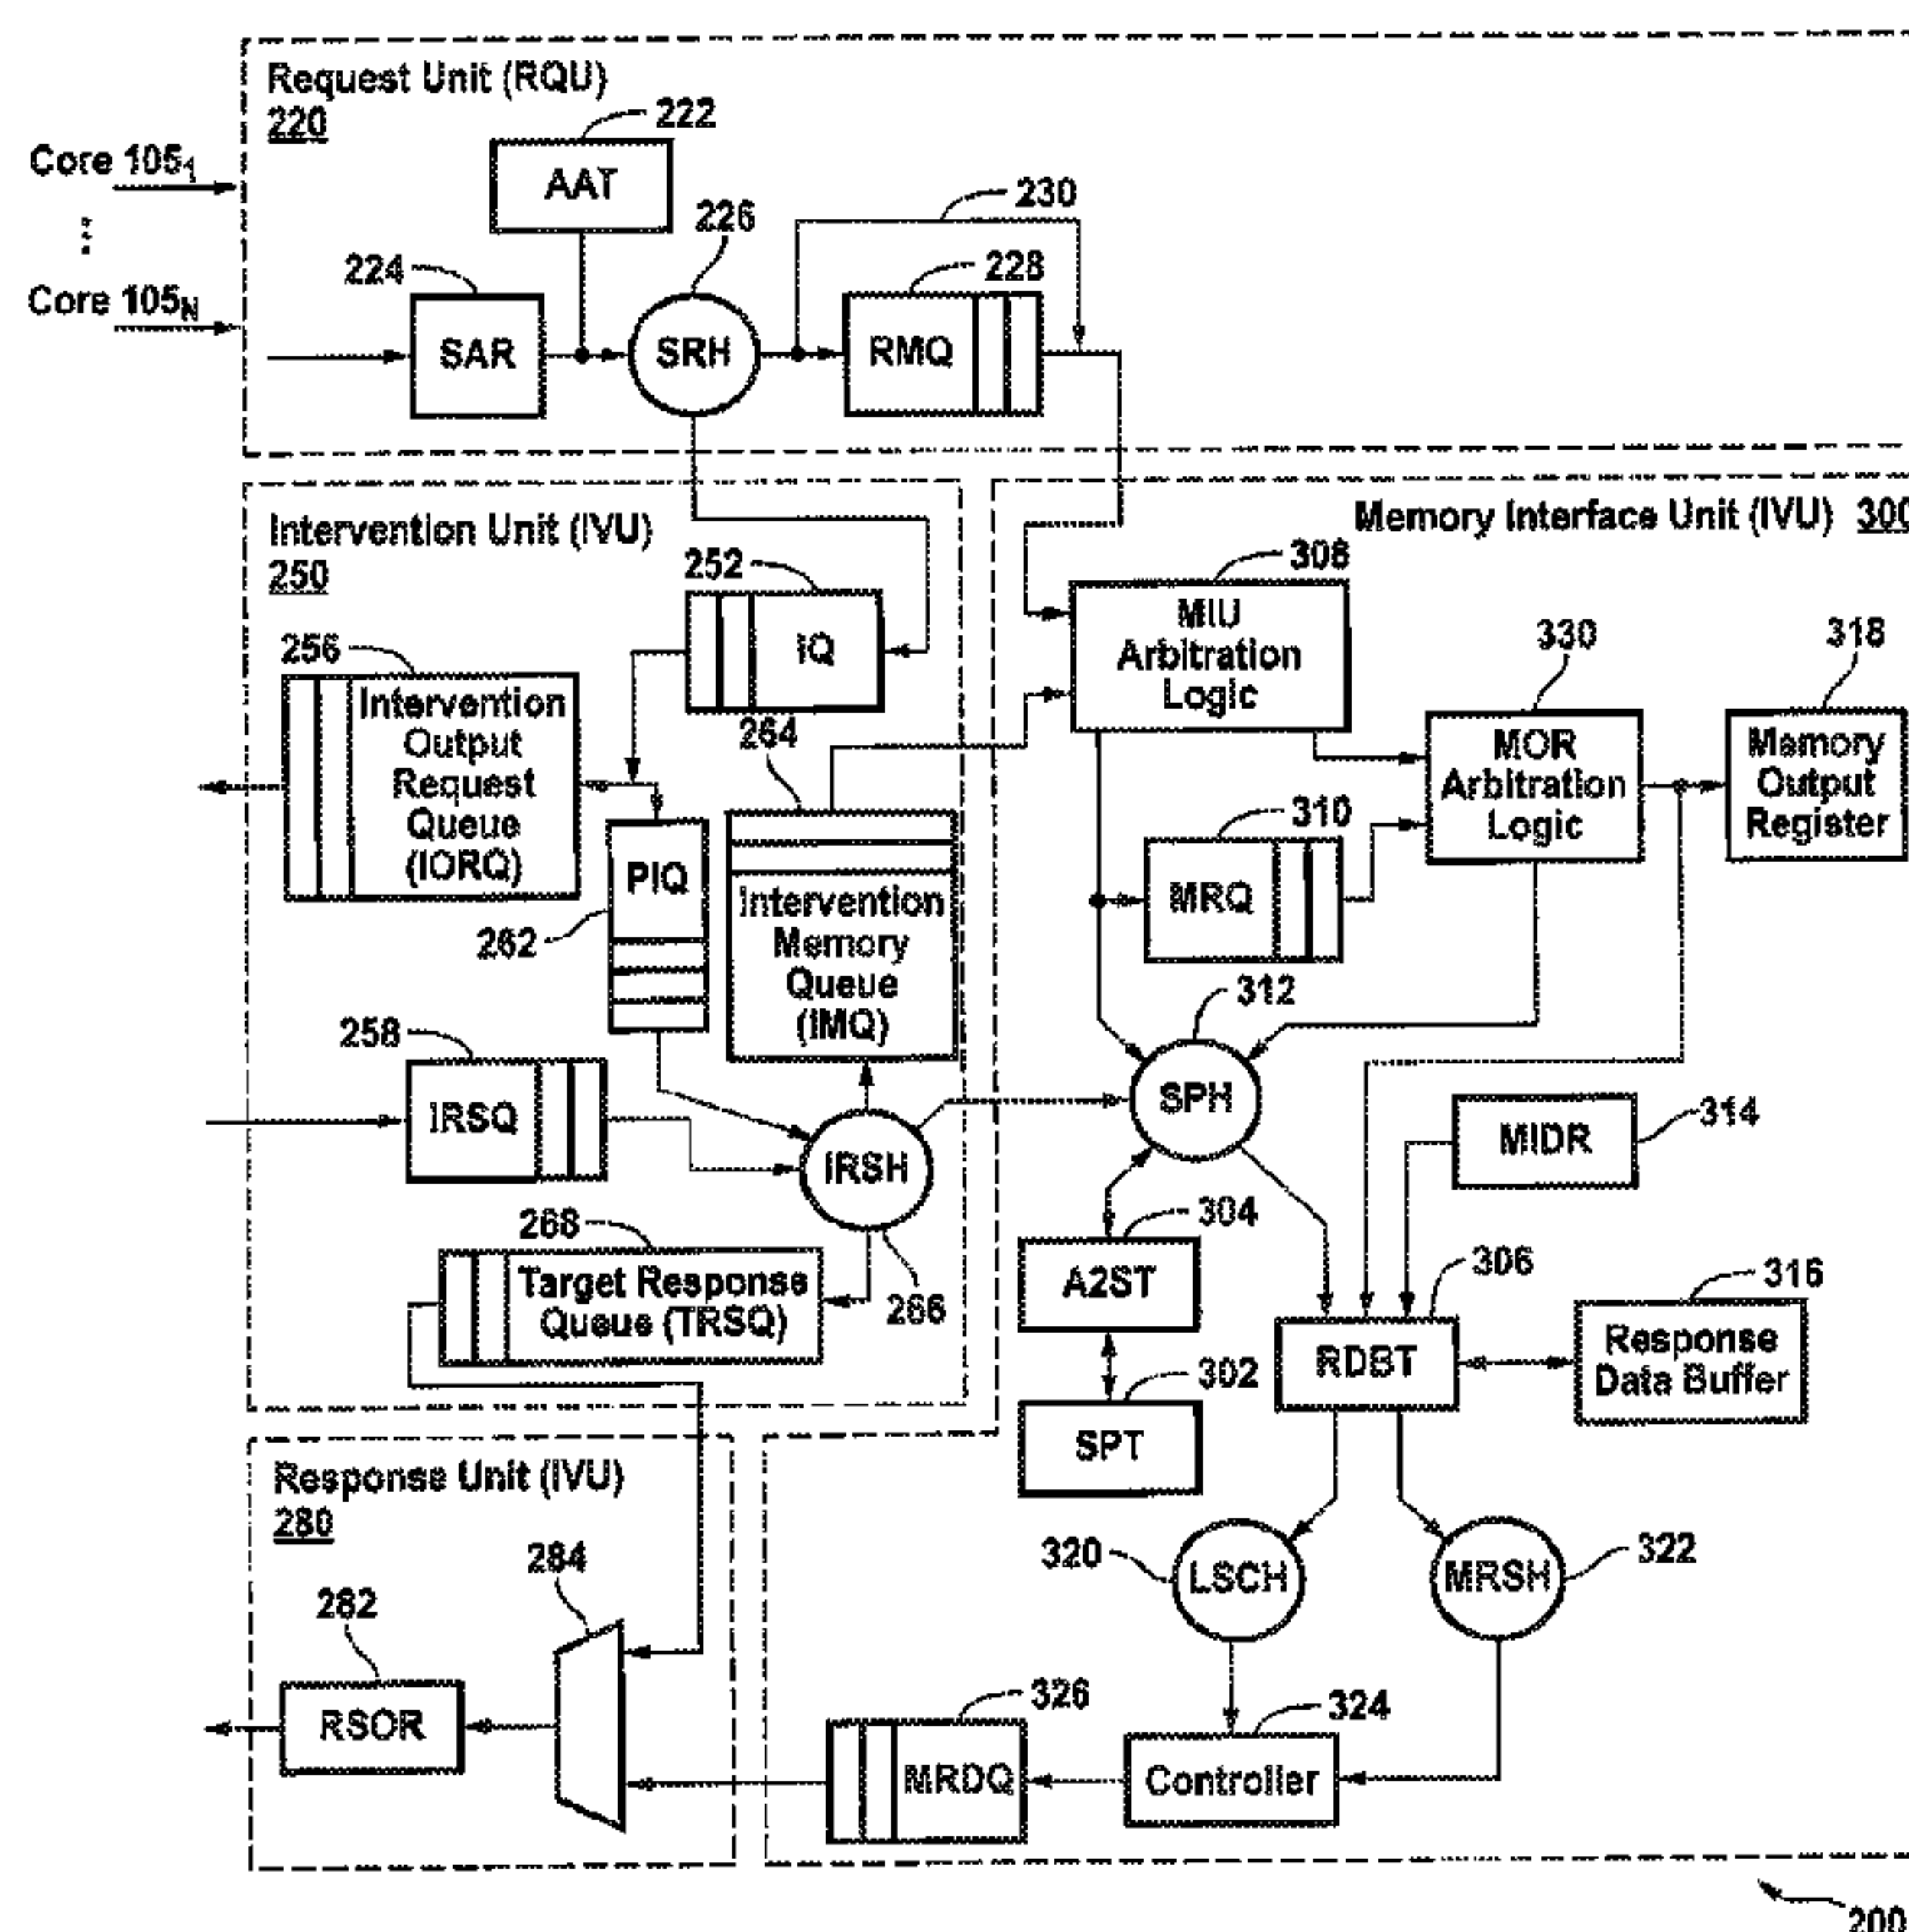 Request Unit (RQU)
220
222
Core 105₁
AAT
230
226
Core 105N
224
228
SAR
SRH
RMQ
Intervention Unit (IVU)
250
Memory Interface Unit (IVU) 300
252
308
IQ
MIU
Arbitration
Logic
256
330
318
Intervention
Output
Request
Queue
(IORQ)
264
MOR
Arbitration
Logic
Memory
Output
Register
310
PIQ
MRQ
262
Intervention
Memory
Queue
(IMQ)
312
258
SPH
IRSQ
314
MIDR
IRSH
268
304
266
Target Response
Queue (TRSQ)
A2ST
306
316
RDBT
Response
Data Buffer
302
SPT
Response Unit (IVU)
280
284
320
LSCH
MRSH
322
282
RSOR
326
324
MRDQ
Controller
200